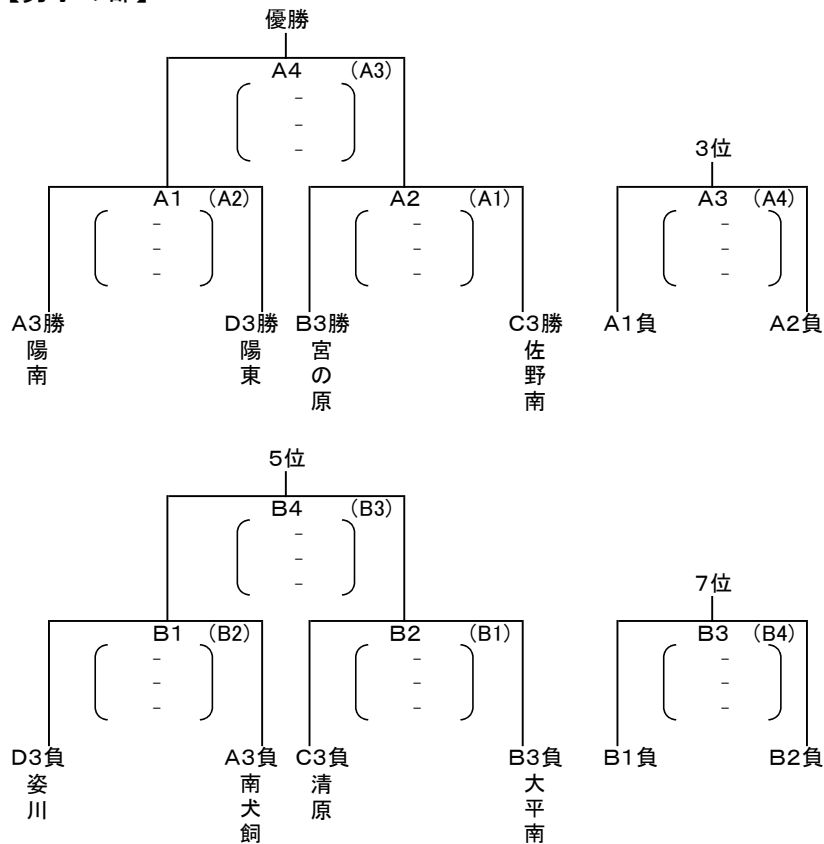 優勝
A4 (A3)
-
-
-
3位
A1 (A2) A2 (A1) A3 (A4)
- - -
- - -
- - -
A3勝 D3勝 B3勝 C3勝 A1負 A2負
陽南 陽東 宮の原 佐野南
5位
B4 (B3)
-
-
-
7位
B1 (B2) B2 (B1) B3 (B4)
- - -
- - -
- - -
D3負 A3負 C3負 B3負 B1負 B2負
姿川 南犬飼 清原 大平南